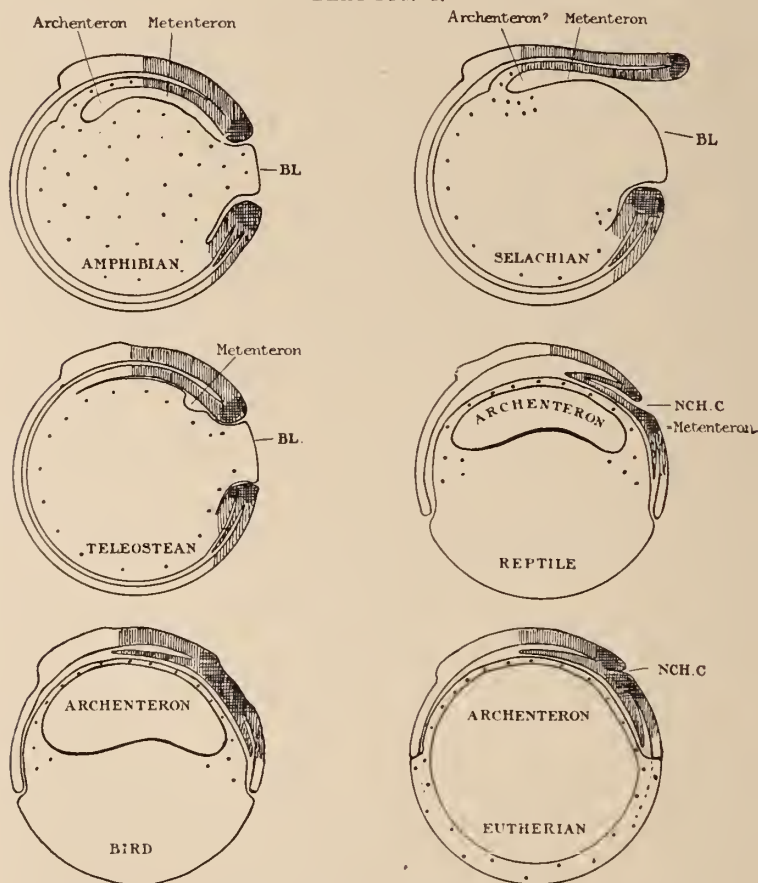 Archenteron Metenteron
BL
AMPHIBIAN
Archenteron? Metenteron
BL
SELACHIAN
Metenteron
BL.
TELEOSTEAN
ARCHENTERON
NCH.C
=Metenteron
REPTILE
ARCHENTERON
BIRD
NCH.C
ARCHENTERON
EUTHERIAN